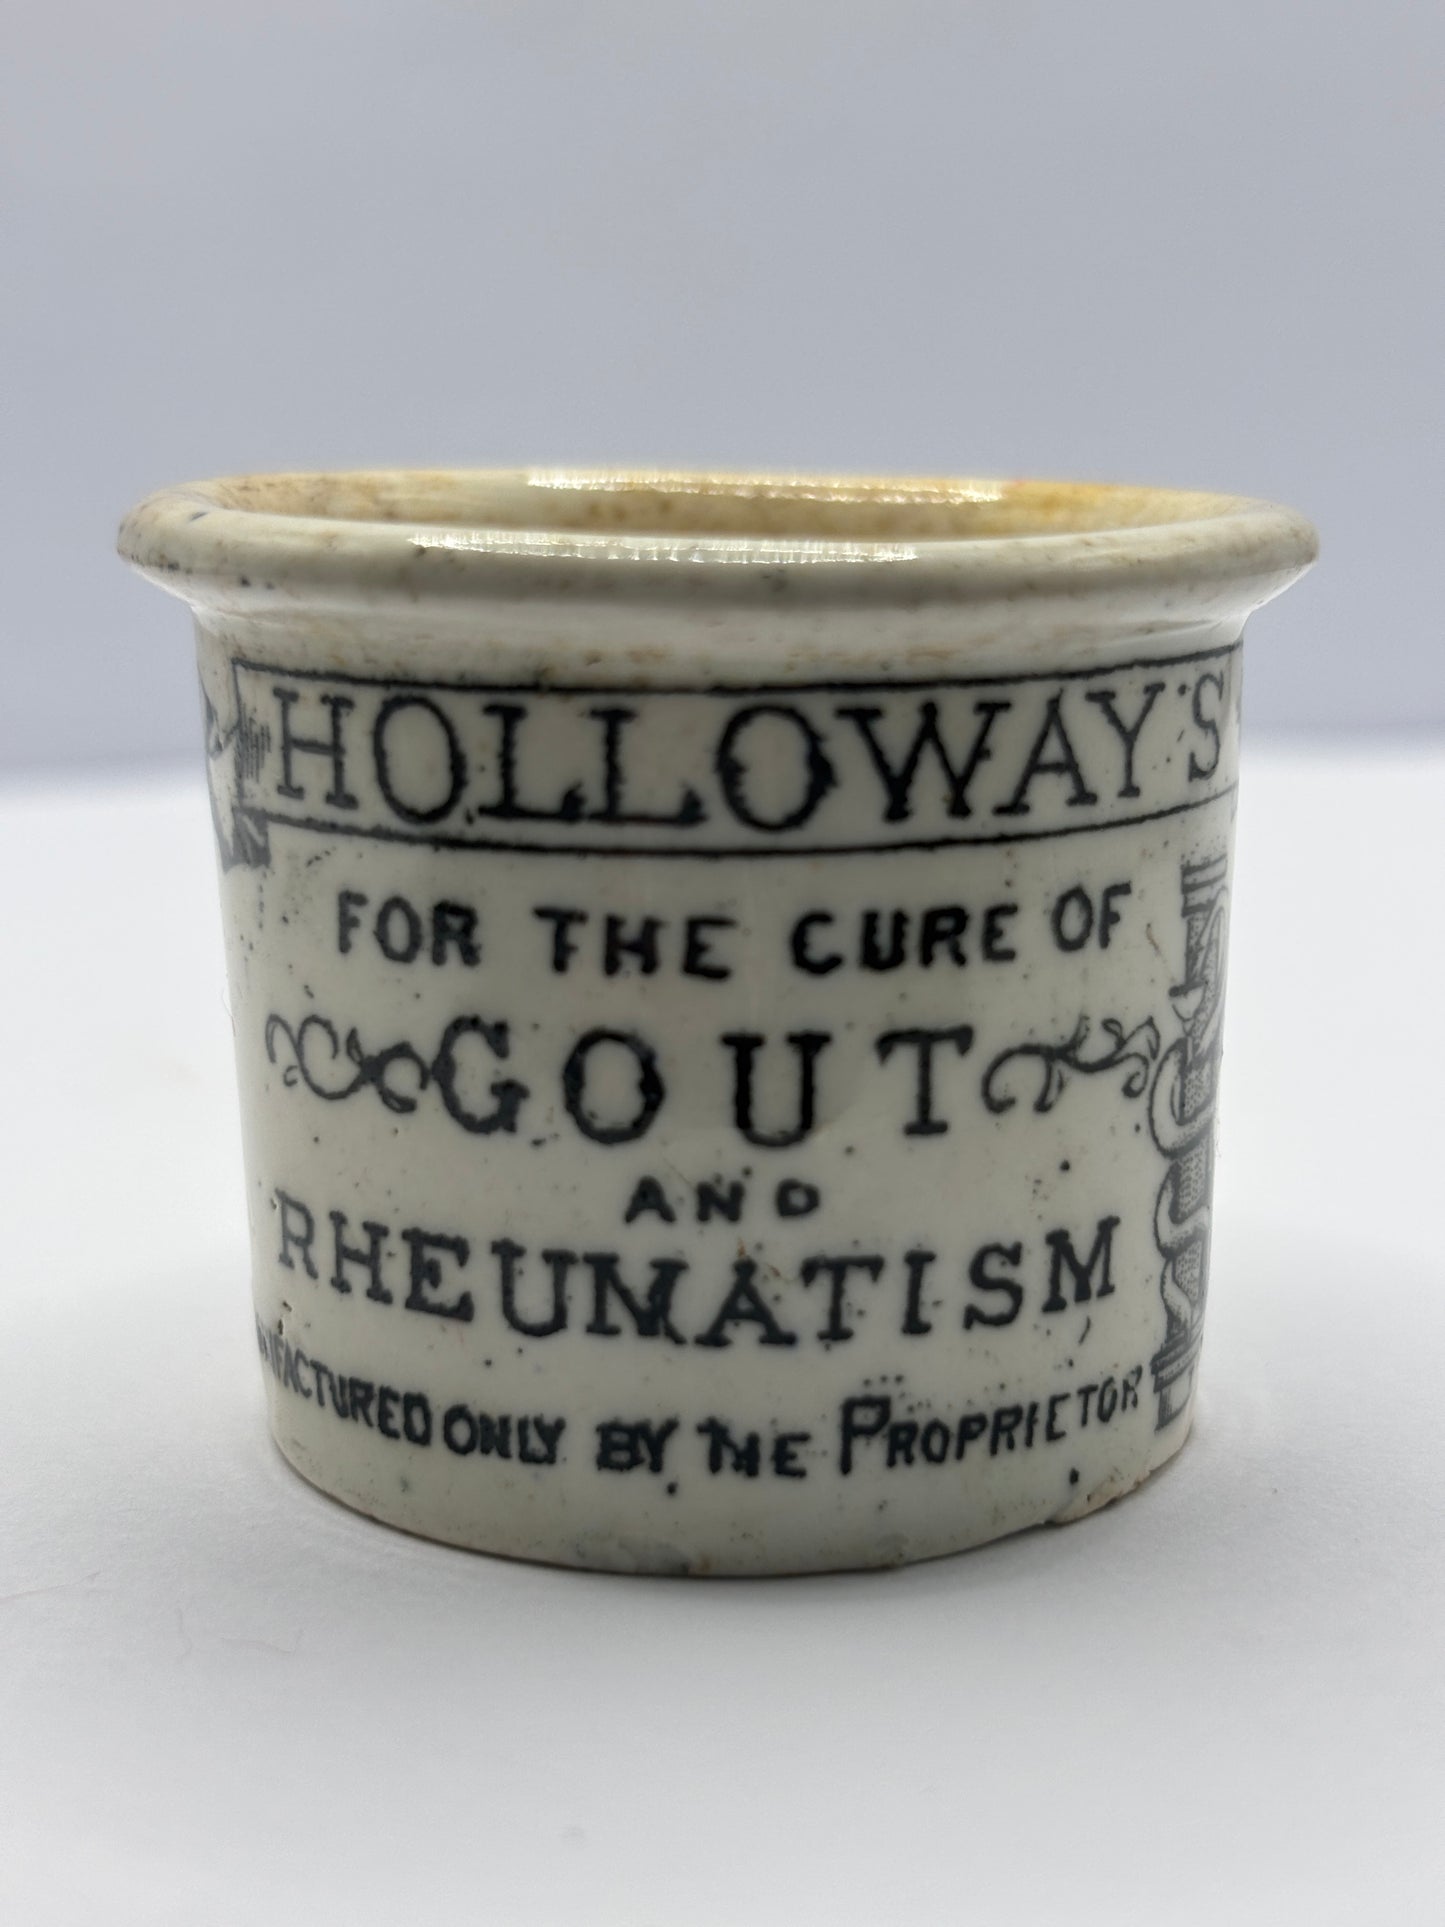 HOLLOWAY'S
FOR THE CURE OF
GOUT
AND
RHEUMATISM
ONLY BY THE PROPRIETOR